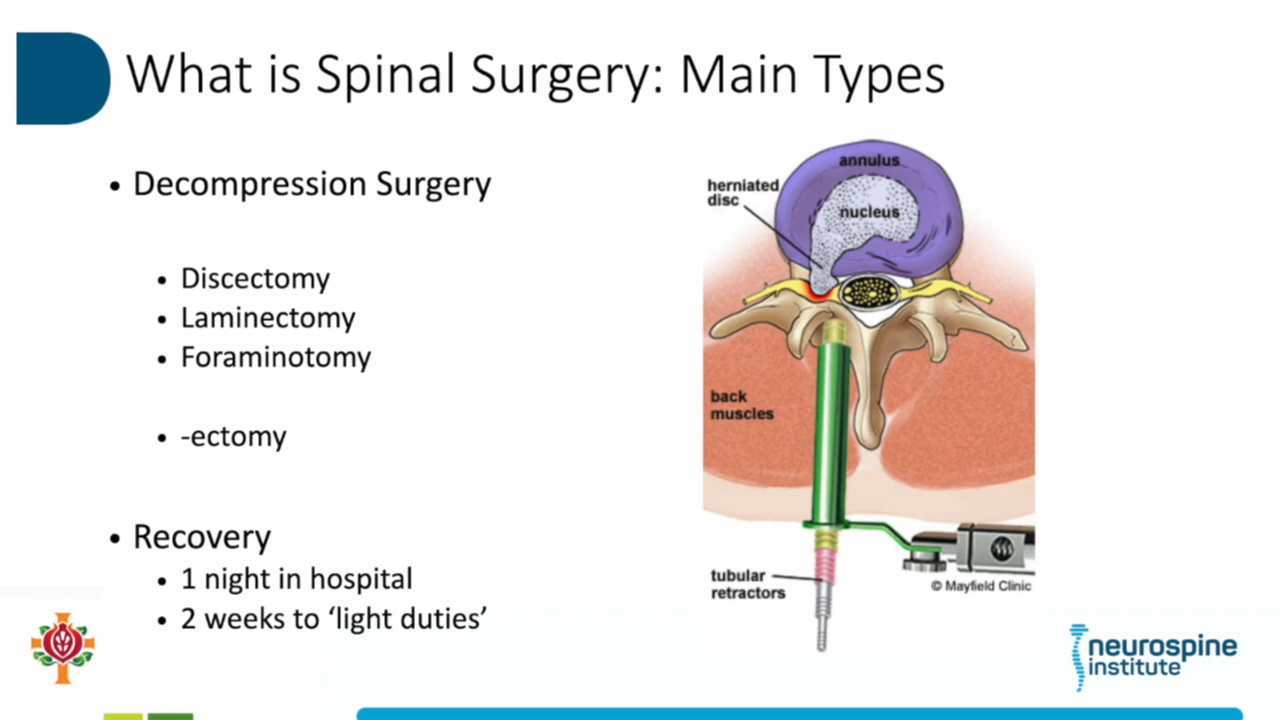 What is Spinal Surgery: Main Types
• Decompression Surgery
• Discectomy
• Laminectomy
• Foraminotomy
• -ectomy
• Recovery
• 1 night in hospital
• 2 weeks to ‘light duties’
annulus
herniated
disc
nucleus
back
muscles
tubular
retractors
© Mayfield Clinic
neurospine
institute